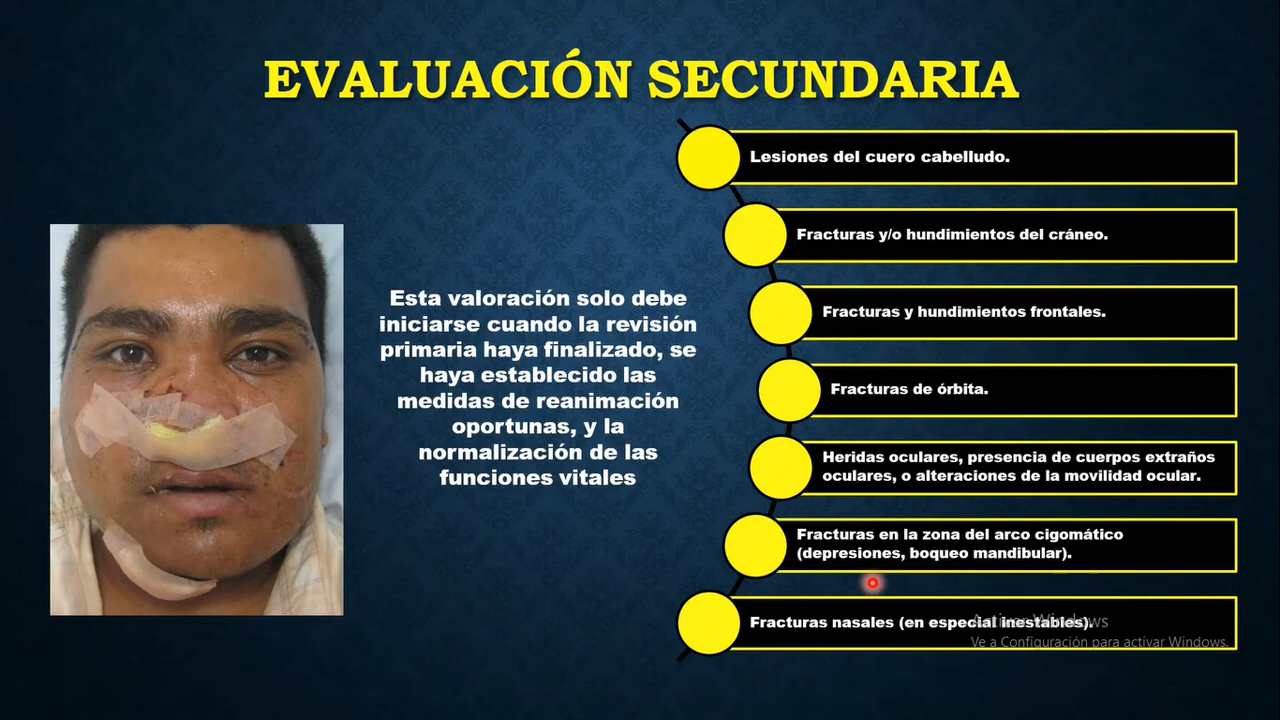 EVALUACIÓN SECUNDARIA
Esta valoración solo debe
iniciarse cuando la revisión
primaria haya finalizado, se
haya establecido las
medidas de reanimación
oportunas, y la
normalización de las
funciones vitales
Lesiones del cuero cabelludo.
Fracturas y/o hundimientos del cráneo.
Fracturas y hundimientos frontales.
Fracturas de órbita.
Heridas oculares, presencia de cuerpos extraños
oculares, o alteraciones de la movilidad ocular.
Fracturas en la zona del arco cigomático
(depresiones, boqueo mandibular).
Fracturas nasales (en especial inestables).
Activar Windows
Ve a Configuración para activar Windows.